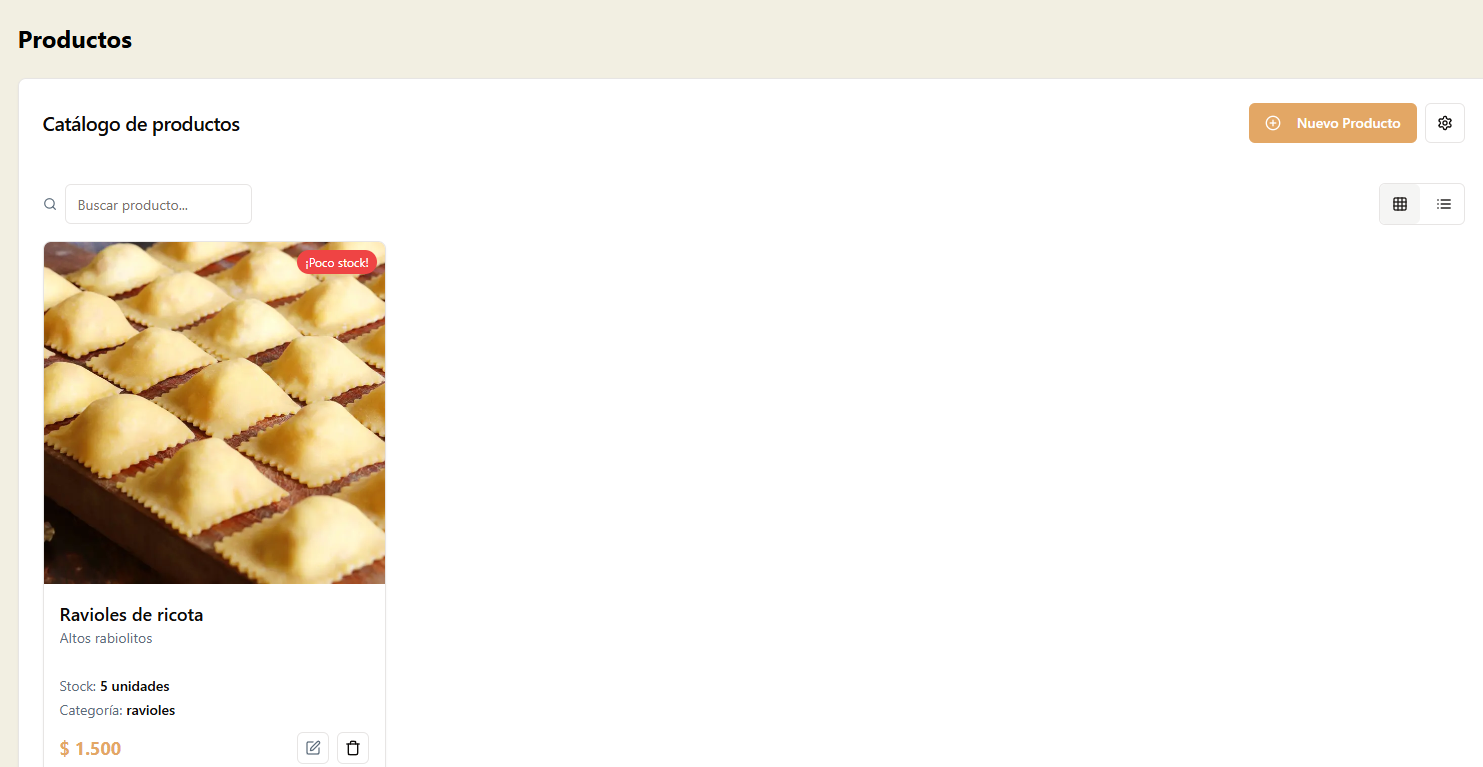 Productos
Catálogo de productos
Nuevo Producto
Buscar producto...
¡Poco stock!
Ravioles de ricota
Altos rabiolitos
Stock: 5 unidades
Categoría: ravioles
$ 1.500